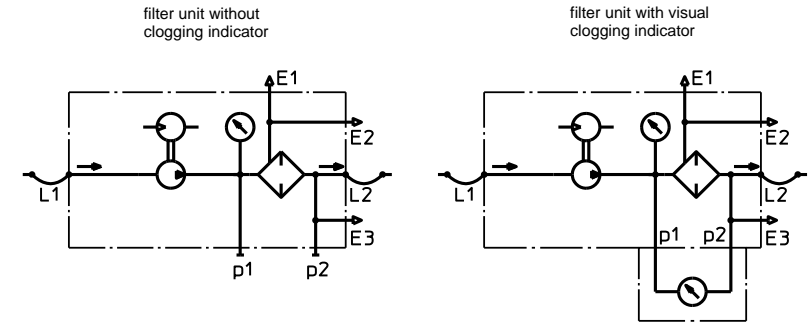 filter unit without
clogging indicator
filter unit with visual
clogging indicator
E1
E2
L1
L2
E3
p1
p2
E1
E2
L1
L2
p1
p2
E3